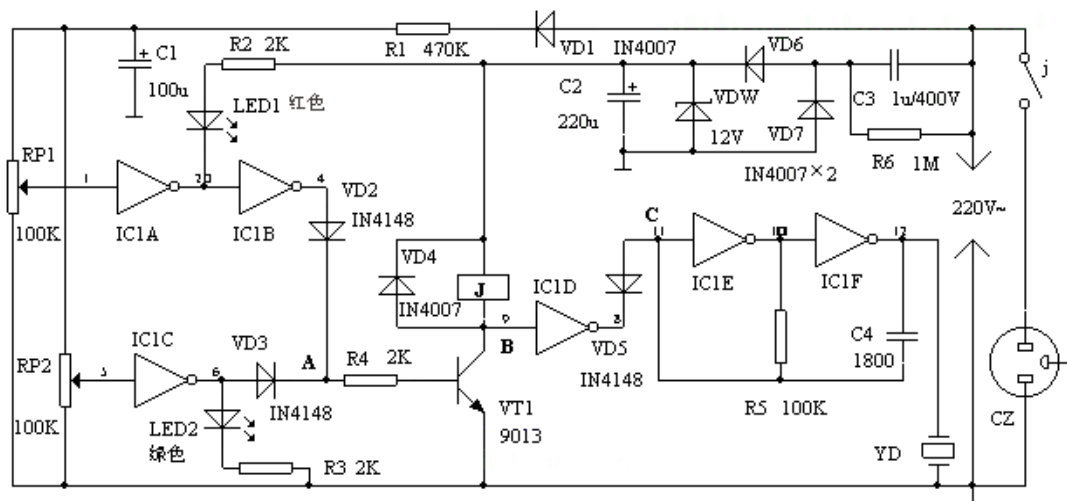 R2 2K
C1
100u
LED1 红色
R1 470K
VD1
IN4007
VD6
C2
220u
VDW
12V
VD7
C3
1u/400V
R6 1M
IN4007×2
j
RP1
100K
1
IC1A
4
IC1B
VD2
IN4148
VD4
IN4007
J
9
B
IC1D
8
VD5
IN4148
C
11
IC1E
12
IC1F
220V~
C4
1800
R5 100K
CZ
RP2
100K
5
IC1C
6
VD3
IN4148
A
R4 2K
VT1
9013
LED2
绿色
R3 2K
YD